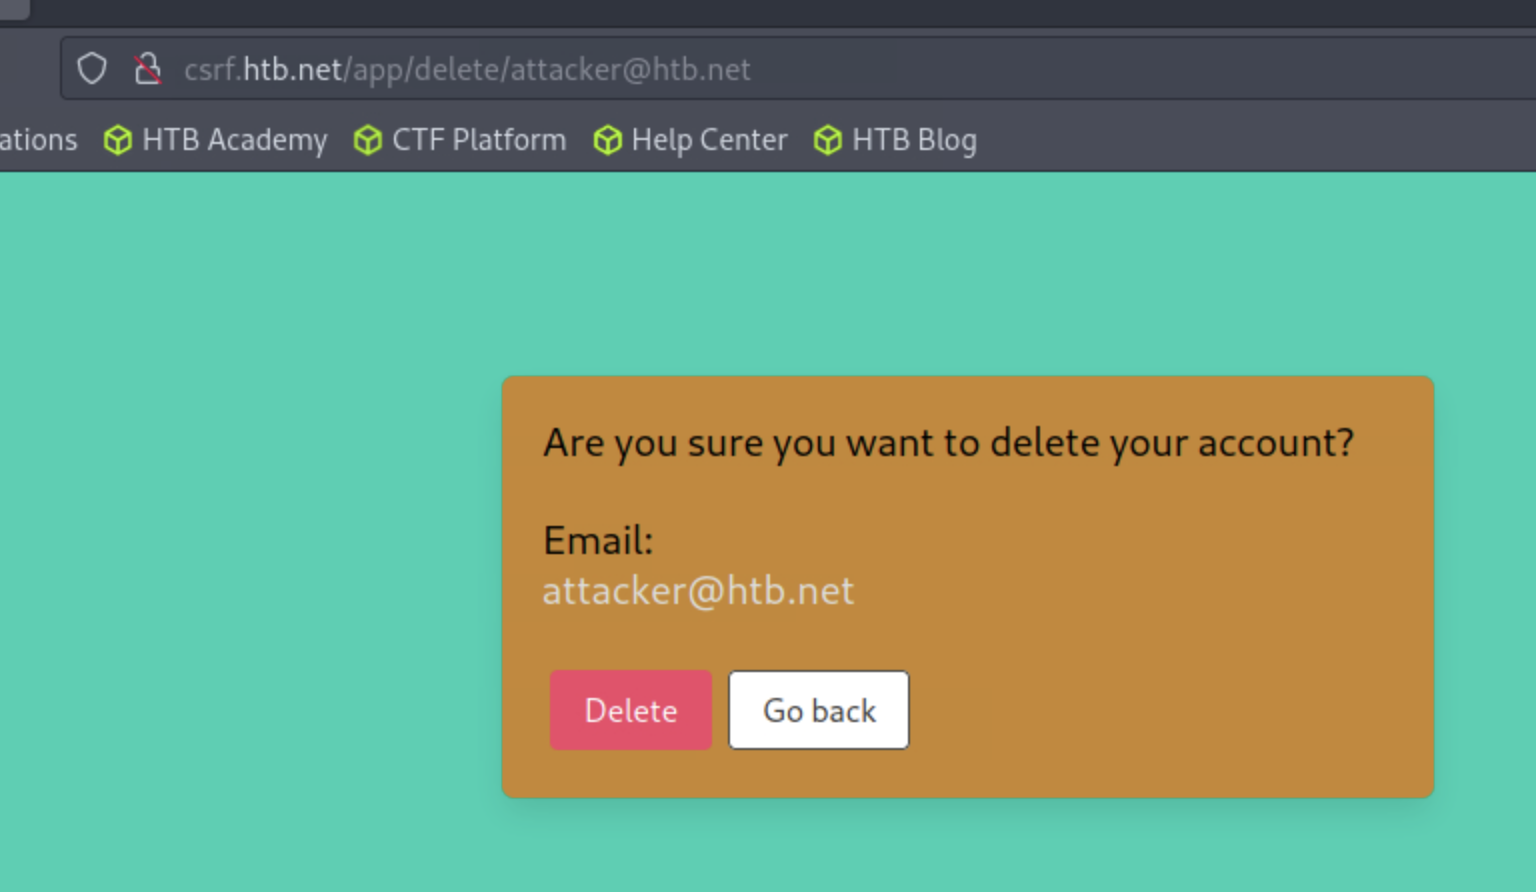 csrf.htb.net/app/delete/attacker@htb.net
ations HTB Academy CTF Platform Help Center HTB Blog
Are you sure you want to delete your account?
Email:
attacker@htb.net
Delete Go back